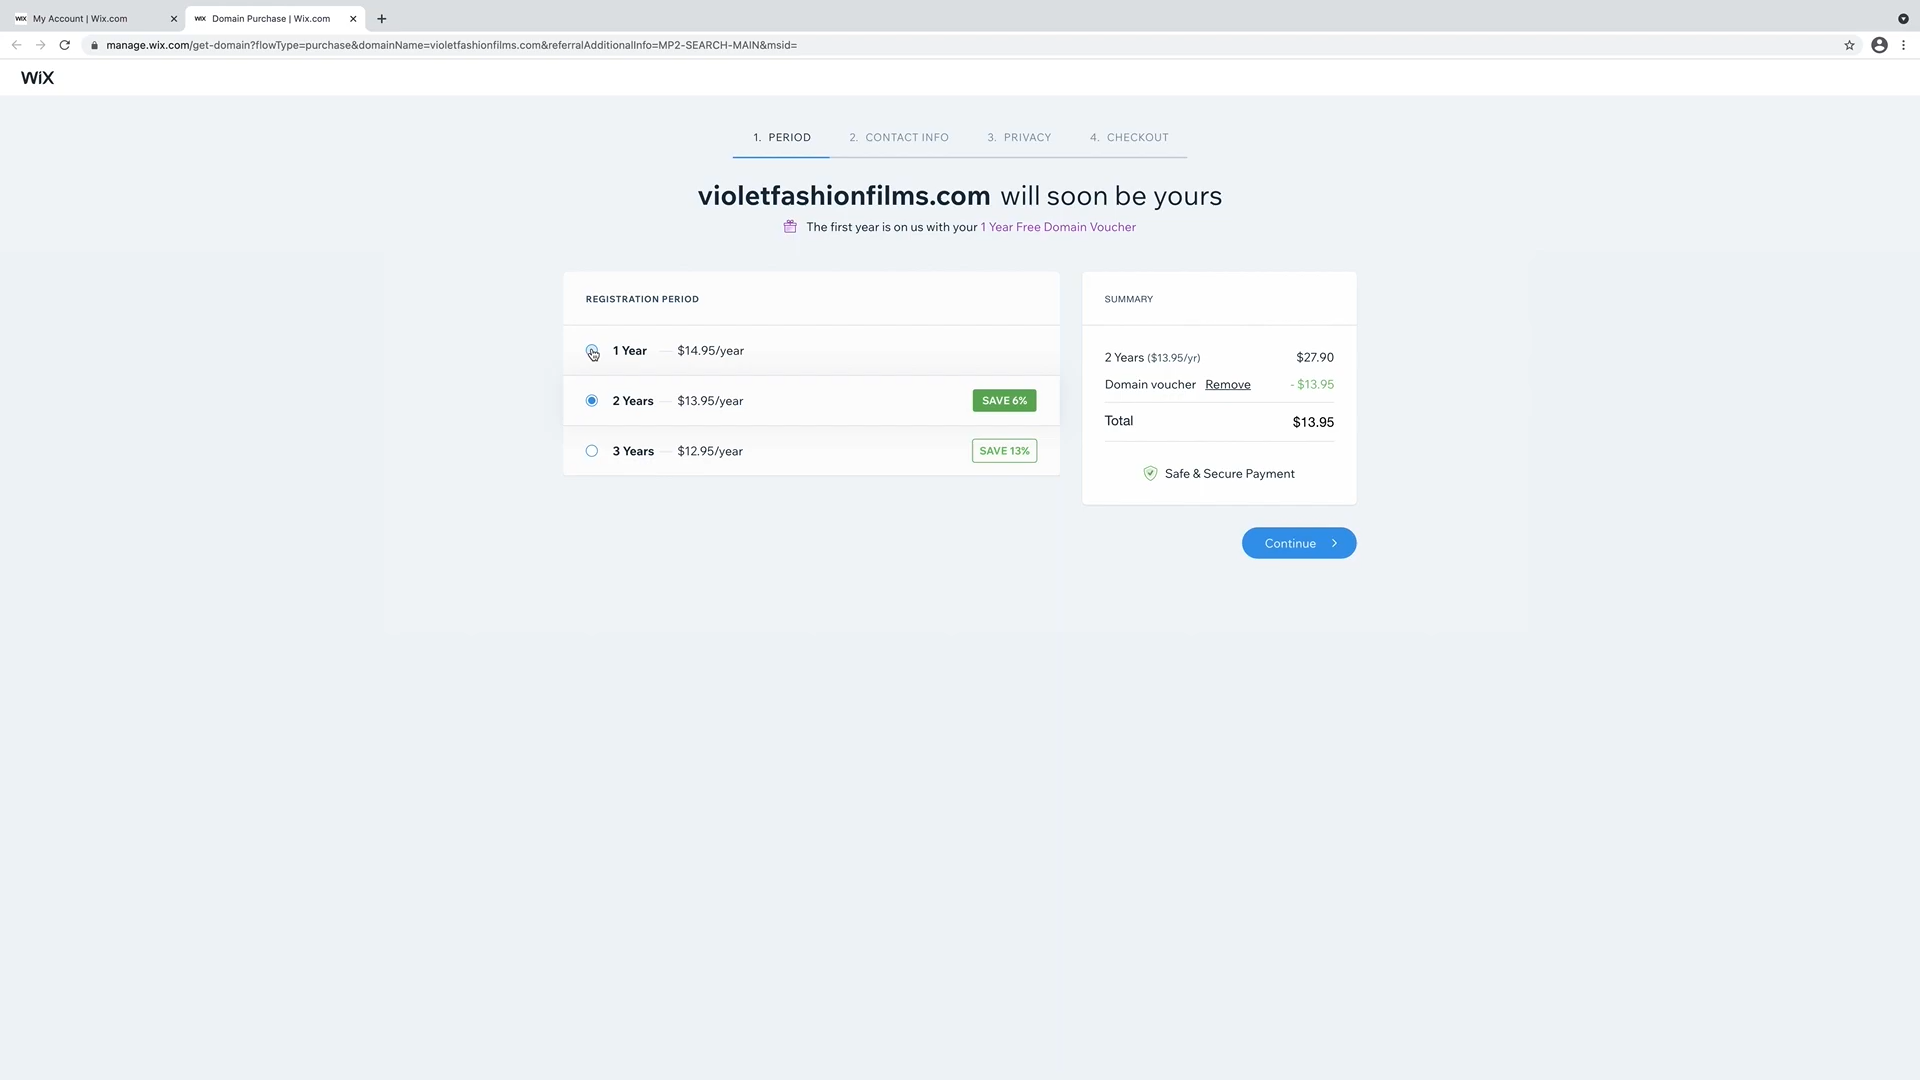 WiX My Account | Wix.com
WiX Domain Purchase | Wix.com
manage.wix.com/get-domain?flowType=purchase&domainName=violetfashionfilms.com&referralAdditionalInfo=MP2-SEARCH-MAIN&msid=
WiX
1. PERIOD 2. CONTACT INFO 3. PRIVACY 4. CHECKOUT
violetfashionfilms.com will soon be yours
The first year is on us with your 1 Year Free Domain Voucher
REGISTRATION PERIOD
1 Year $14.95/year
2 Years $13.95/year SAVE 6%
3 Years $12.95/year SAVE 13%
SUMMARY
2 Years ($13.95/yr) $27.90
Domain voucher Remove - $13.95
Total $13.95
Safe & Secure Payment
Continue